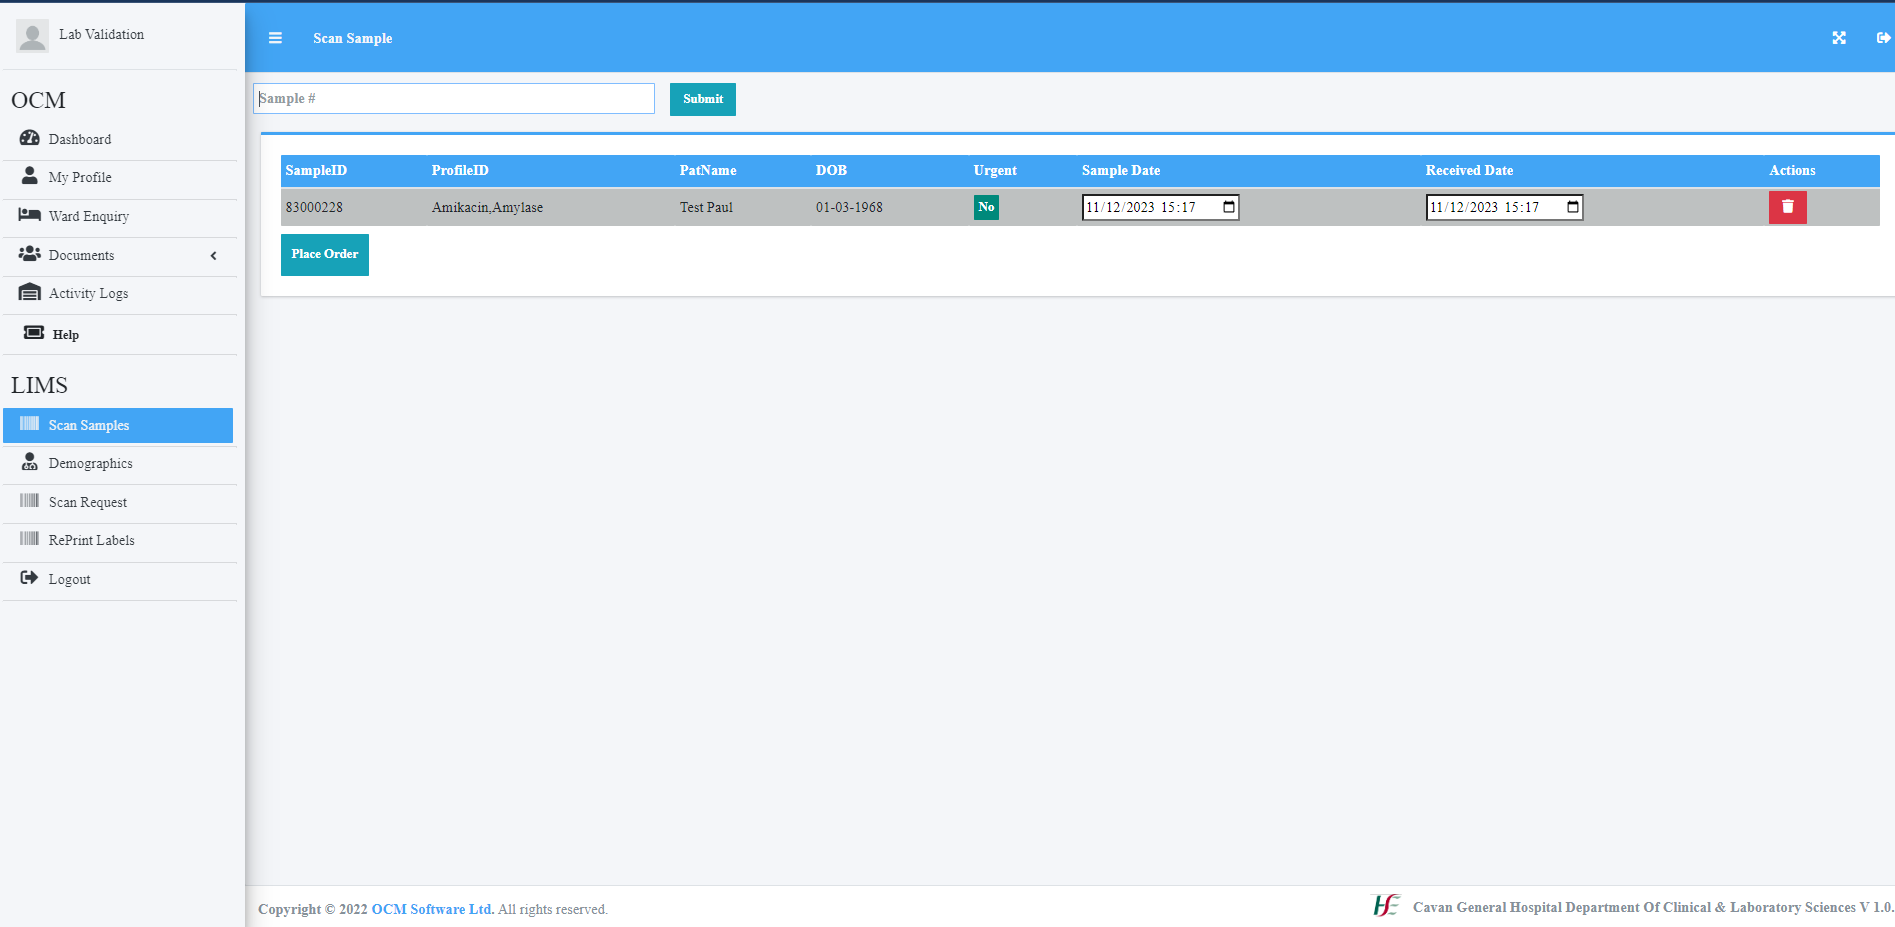 Lab Validation
Scan Sample
OCM
Dashboard
My Profile
Ward Enquiry
Documents
Activity Logs
Help
LIMS
Scan Samples
Demographics
Scan Request
RePrint Labels
Logout
Sample #
Submit
SampleID ProfileID PatName DOB Urgent Sample Date Received Date Actions
83000228 Amikacin,Amylase Test Paul 01-03-1968 No 11/12/2023 15:17 11/12/2023 15:17
Place Order
Copyright © 2022 OCM Software Ltd. All rights reserved.
Cavan General Hospital Department Of Clinical & Laboratory Sciences V 1.0.